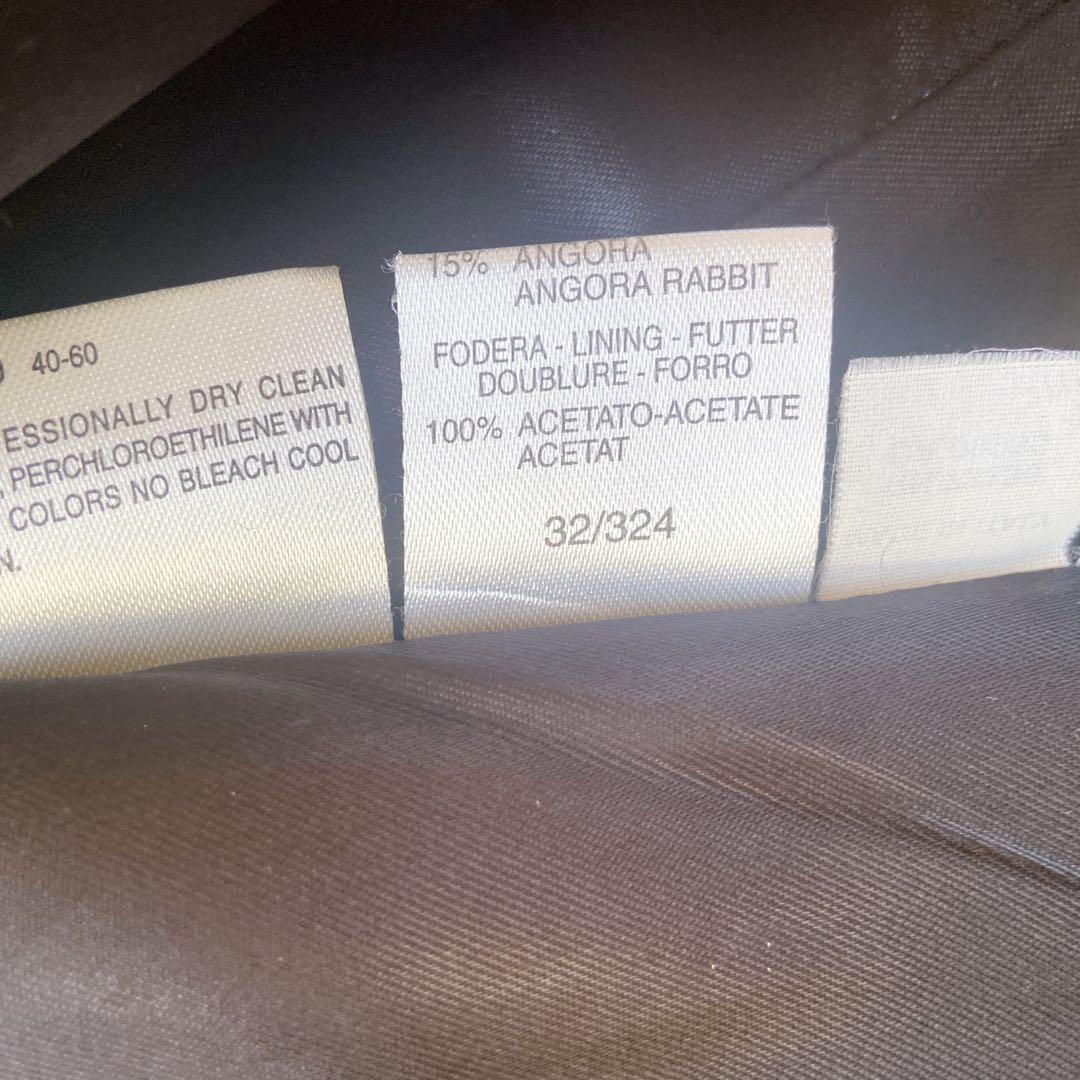 40-60
ESSIONALLY DRY CLEAN
PERCHLOROETHILENE WITH
COLORS NO BLEACH COOL
N.
15% ANGORA
ANGORA RABBIT
FODERA - LINING - FUTTER
DOUBLURE - FORRO
100% ACETATO-ACETATE
ACETAT
32/324